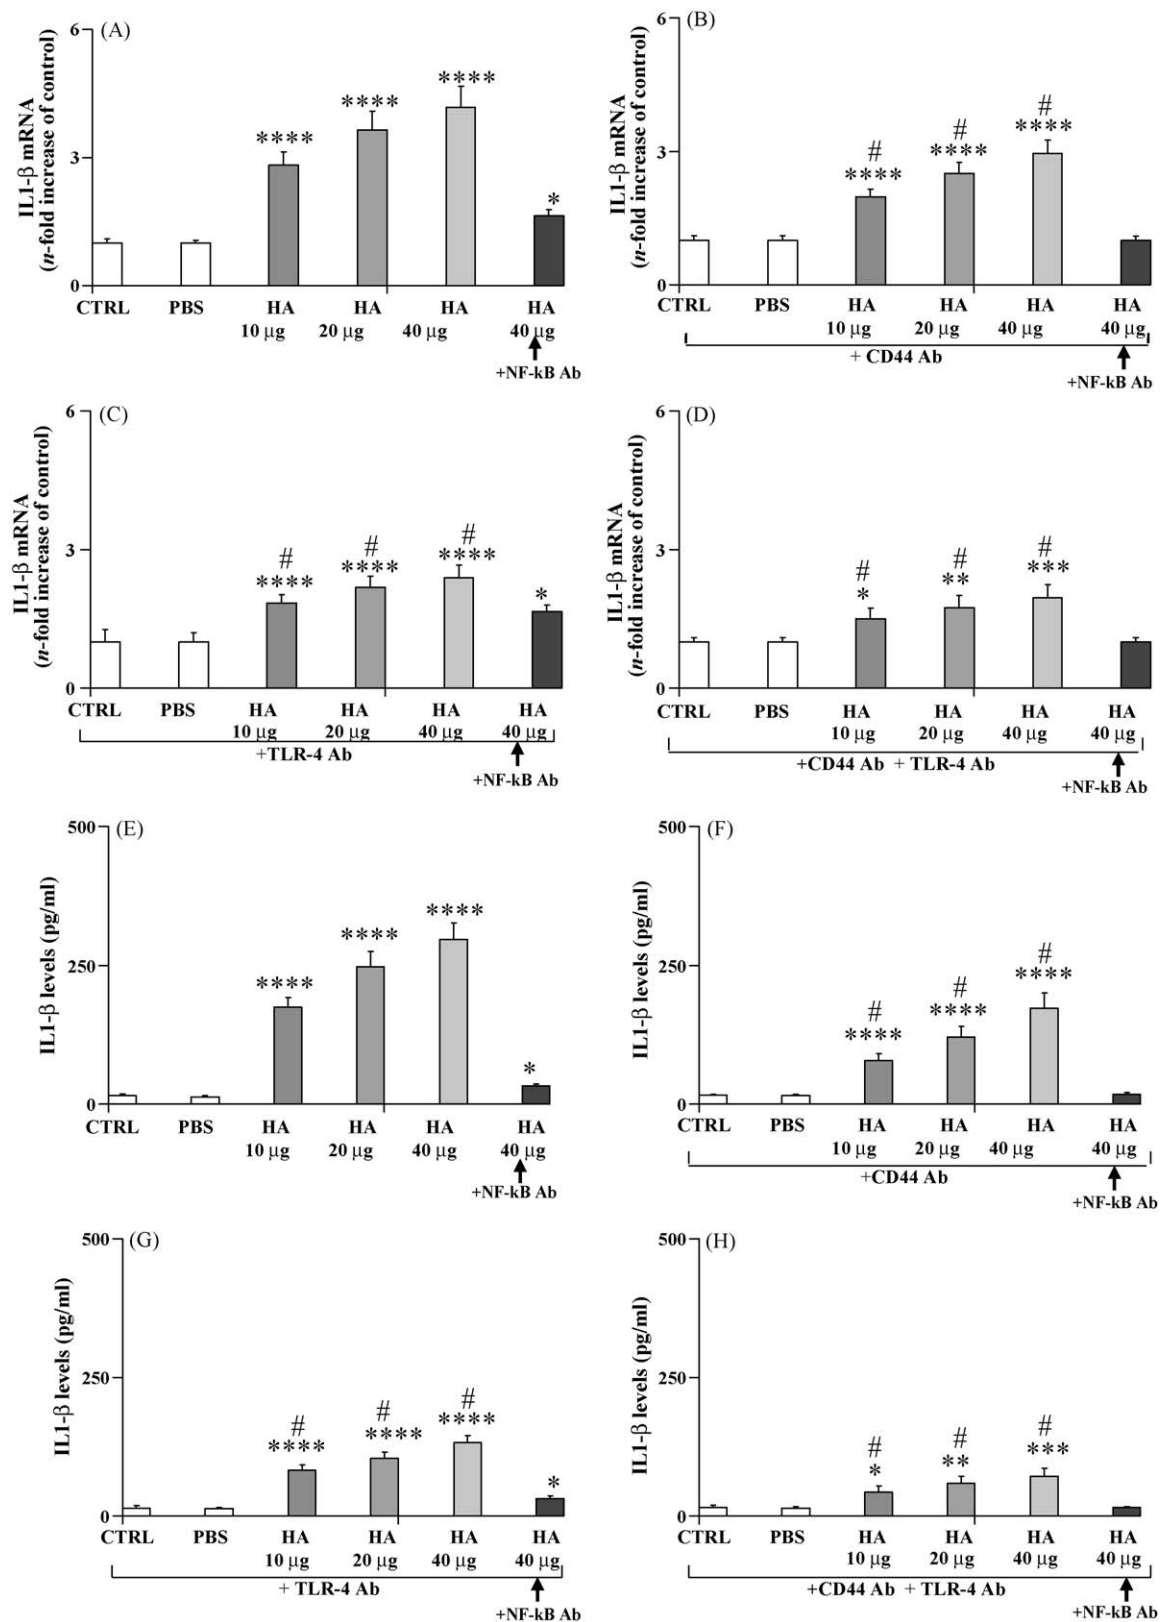 (A)
IL1-β mRNA
(n-fold increase of control)
6
3
0
****
****
****
*
CTRL PBS HA HA HA HA
10 µg 20 µg 40 µg 40 µg
+NF-kB Ab
(B)
IL1-β mRNA
(n-fold increase of control)
6
3
0
# # #
**** **** ****
CTRL PBS HA HA HA HA
10 µg 20 µg 40 µg 40 µg
+ CD44 Ab
+NF-kB Ab
(C)
IL1-β mRNA
(n-fold increase of control)
6
3
0
# # #
**** **** **** *
CTRL PBS HA HA HA HA
10 µg 20 µg 40 µg 40 µg
+TLR-4 Ab
+NF-kB Ab
(D)
IL1-β mRNA
(n-fold increase of control)
6
3
0
# # #
* ** ***
CTRL PBS HA HA HA HA
10 µg 20 µg 40 µg 40 µg
+CD44 Ab + TLR-4 Ab
+NF-kB Ab
(E)
IL1-β levels (pg/ml)
500
250
0
****
****
****
*
CTRL PBS HA HA HA HA
10 µg 20 µg 40 µg 40 µg
+NF-kB Ab
(F)
IL1-β levels (pg/ml)
500
250
0
# # #
**** **** ****
CTRL PBS HA HA HA HA
10 µg 20 µg 40 µg 40 µg
+CD44 Ab
+NF-kB Ab
(G)
IL1-β levels (pg/ml)
500
250
0
# # #
**** **** **** *
CTRL PBS HA HA HA HA
10 µg 20 µg 40 µg 40 µg
+ TLR-4 Ab
+NF-kB Ab
(H)
IL1-β levels (pg/ml)
500
250
0
# # #
* ** ***
CTRL PBS HA HA HA HA
10 µg 20 µg 40 µg 40 µg
+CD44 Ab + TLR-4 Ab
+NF-kB Ab